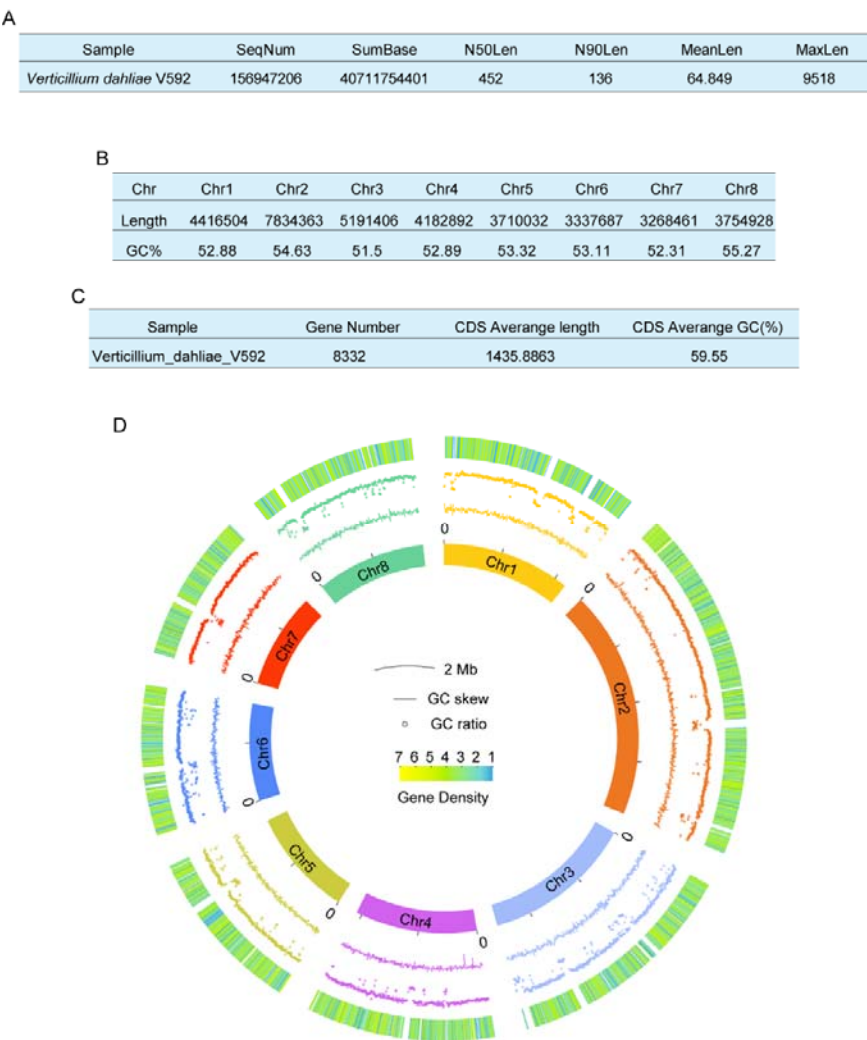 A
Sample SeqNum SumBase N50Len N90Len MeanLen MaxLen
Verticillium dahliae V592 156947206 40711754401 452 136 64.849 9518
B
Chr Chr1 Chr2 Chr3 Chr4 Chr5 Chr6 Chr7 Chr8
Length 4416504 7834363 5191406 4182892 3710032 3337687 3268461 3754928
GC% 52.88 54.63 51.5 52.89 53.32 53.11 52.31 55.27
C
Sample Gene Number CDS Averange length CDS Averange GC(%)
Verticillium_dahliae_V592 8332 1435.8863 59.55
D
0
Chr1
0
Chr2
0
Chr3
0
Chr4
0
Chr5
0
Chr6
0
Chr7
0
Chr8
2 Mb
GC skew
GC ratio
7 6 5 4 3 2 1
Gene Density